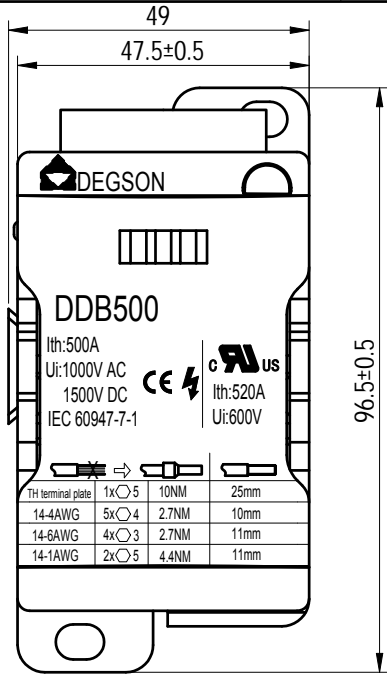 49
47.5±0.5
DEGSON
DDB500
Ith:500A
Ui:1000V AC
1500V DC
IEC 60947-7-1
CE
c RU US
Ith:520A
Ui:600V
96.5±0.5
TH terminal plate 1x⬡5 10NM 25mm
14-4AWG 5x⬡4 2.7NM 10mm
14-6AWG 4x⬡3 2.7NM 11mm
14-1AWG 2x⬡5 4.4NM 11mm